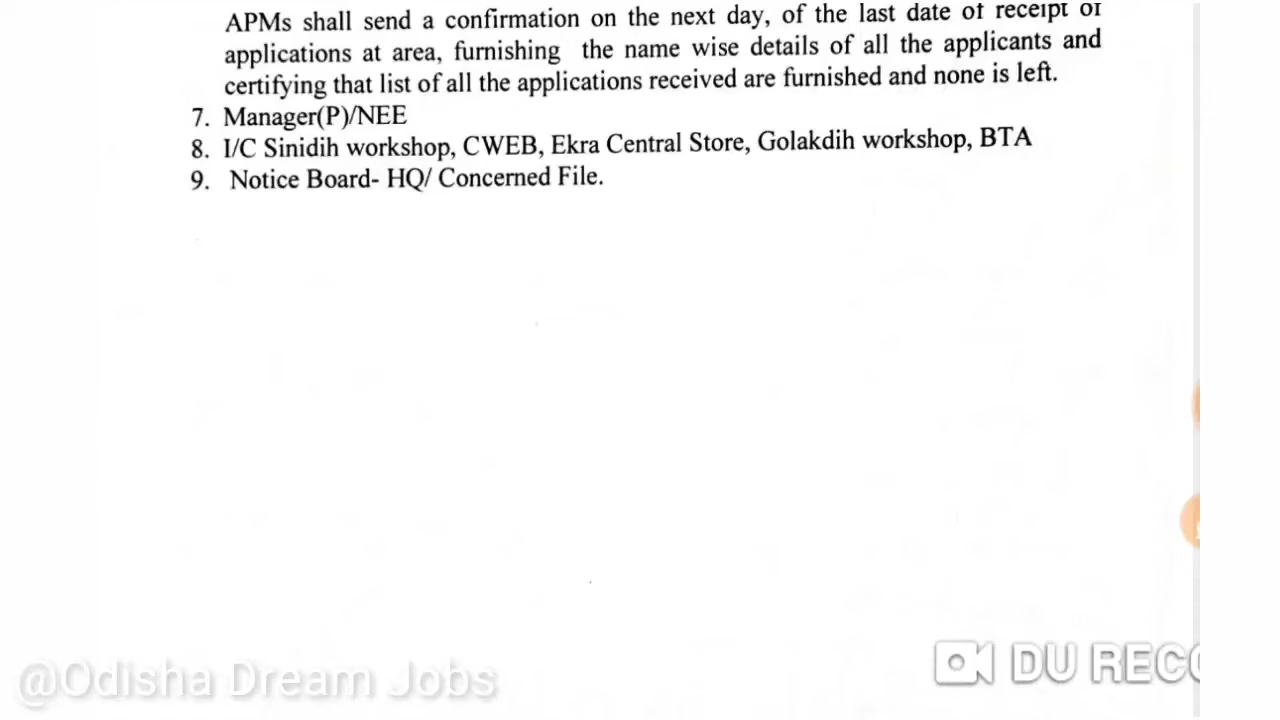 APMs shall send a confirmation on the next day, of the last date of receipt of
applications at area, furnishing the name wise details of all the applicants and
certifying that list of all the applications received are furnished and none is left.
7. Manager(P)/NEE
8. I/C Sinidih workshop, CWEB, Ekra Central Store, Golakdih workshop, BTA
9. Notice Board- HQ/ Concerned File.
@Odisha Dream Jobs
DU RECO